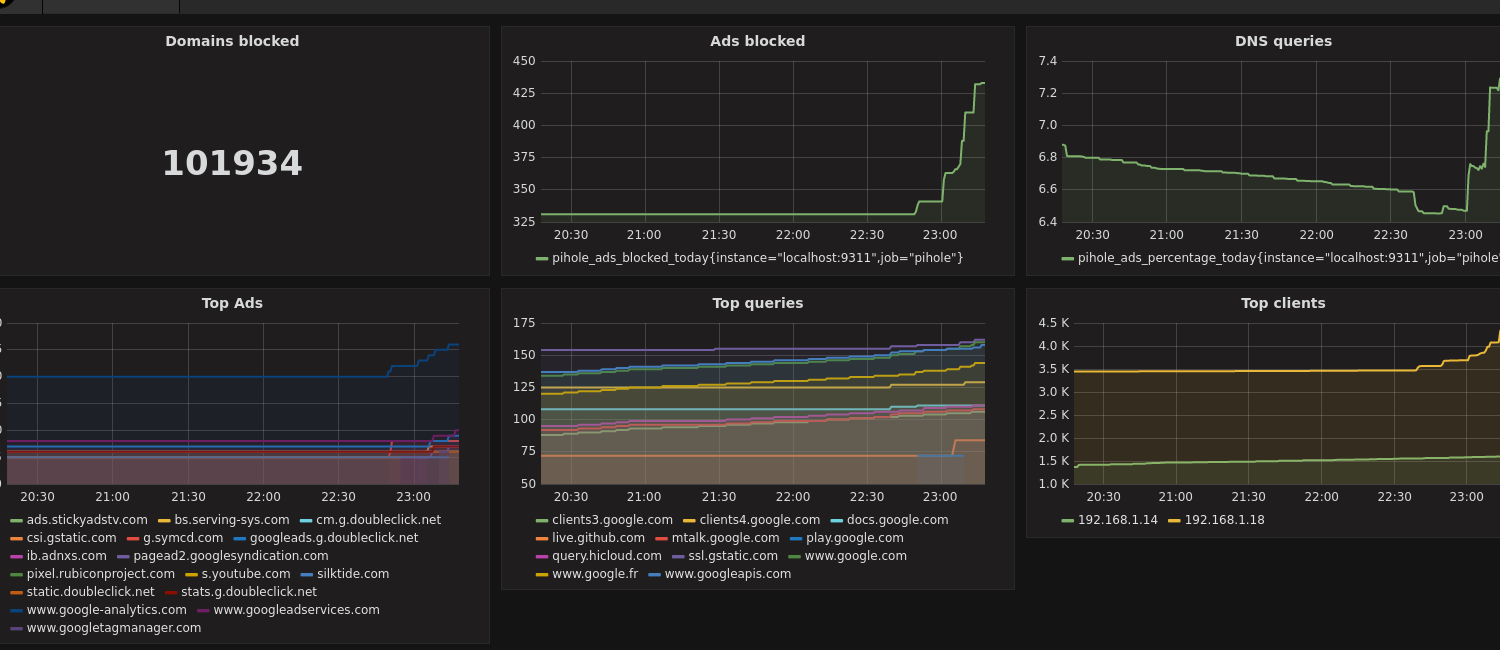 Domains blocked
101934
Ads blocked
450
425
400
375
350
325
20:30 21:00 21:30 22:00 22:30 23:00
pihole_ads_blocked_today{instance="localhost:9311",job="pihole"}
DNS queries
7.4
7.2
7.0
6.8
6.6
6.4
20:30 21:00 21:30 22:00 22:30 23:00
pihole_ads_percentage_today{instance="localhost:9311",job="pihole
Top Ads
20:30 21:00 21:30 22:00 22:30 23:00
ads.stickyadstv.com bs.serving-sys.com cm.g.doubleclick.net
csi.gstatic.com g.symcd.com googleads.g.doubleclick.net
ib.adnxs.com pagead2.googlesyndication.com
pixel.rubiconproject.com s.youtube.com silktide.com
static.doubleclick.net stats.g.doubleclick.net
www.google-analytics.com www.googleadservices.com
www.googletagmanager.com
Top queries
175
150
125
100
75
50
20:30 21:00 21:30 22:00 22:30 23:00
clients3.google.com clients4.google.com docs.google.com
live.github.com mtalk.google.com play.google.com
query.hicloud.com ssl.gstatic.com www.google.com
www.google.fr www.googleapis.com
Top clients
4.5 K
4.0 K
3.5 K
3.0 K
2.5 K
2.0 K
1.5 K
1.0 K
20:30 21:00 21:30 22:00 22:30 23:00
192.168.1.14 192.168.1.18